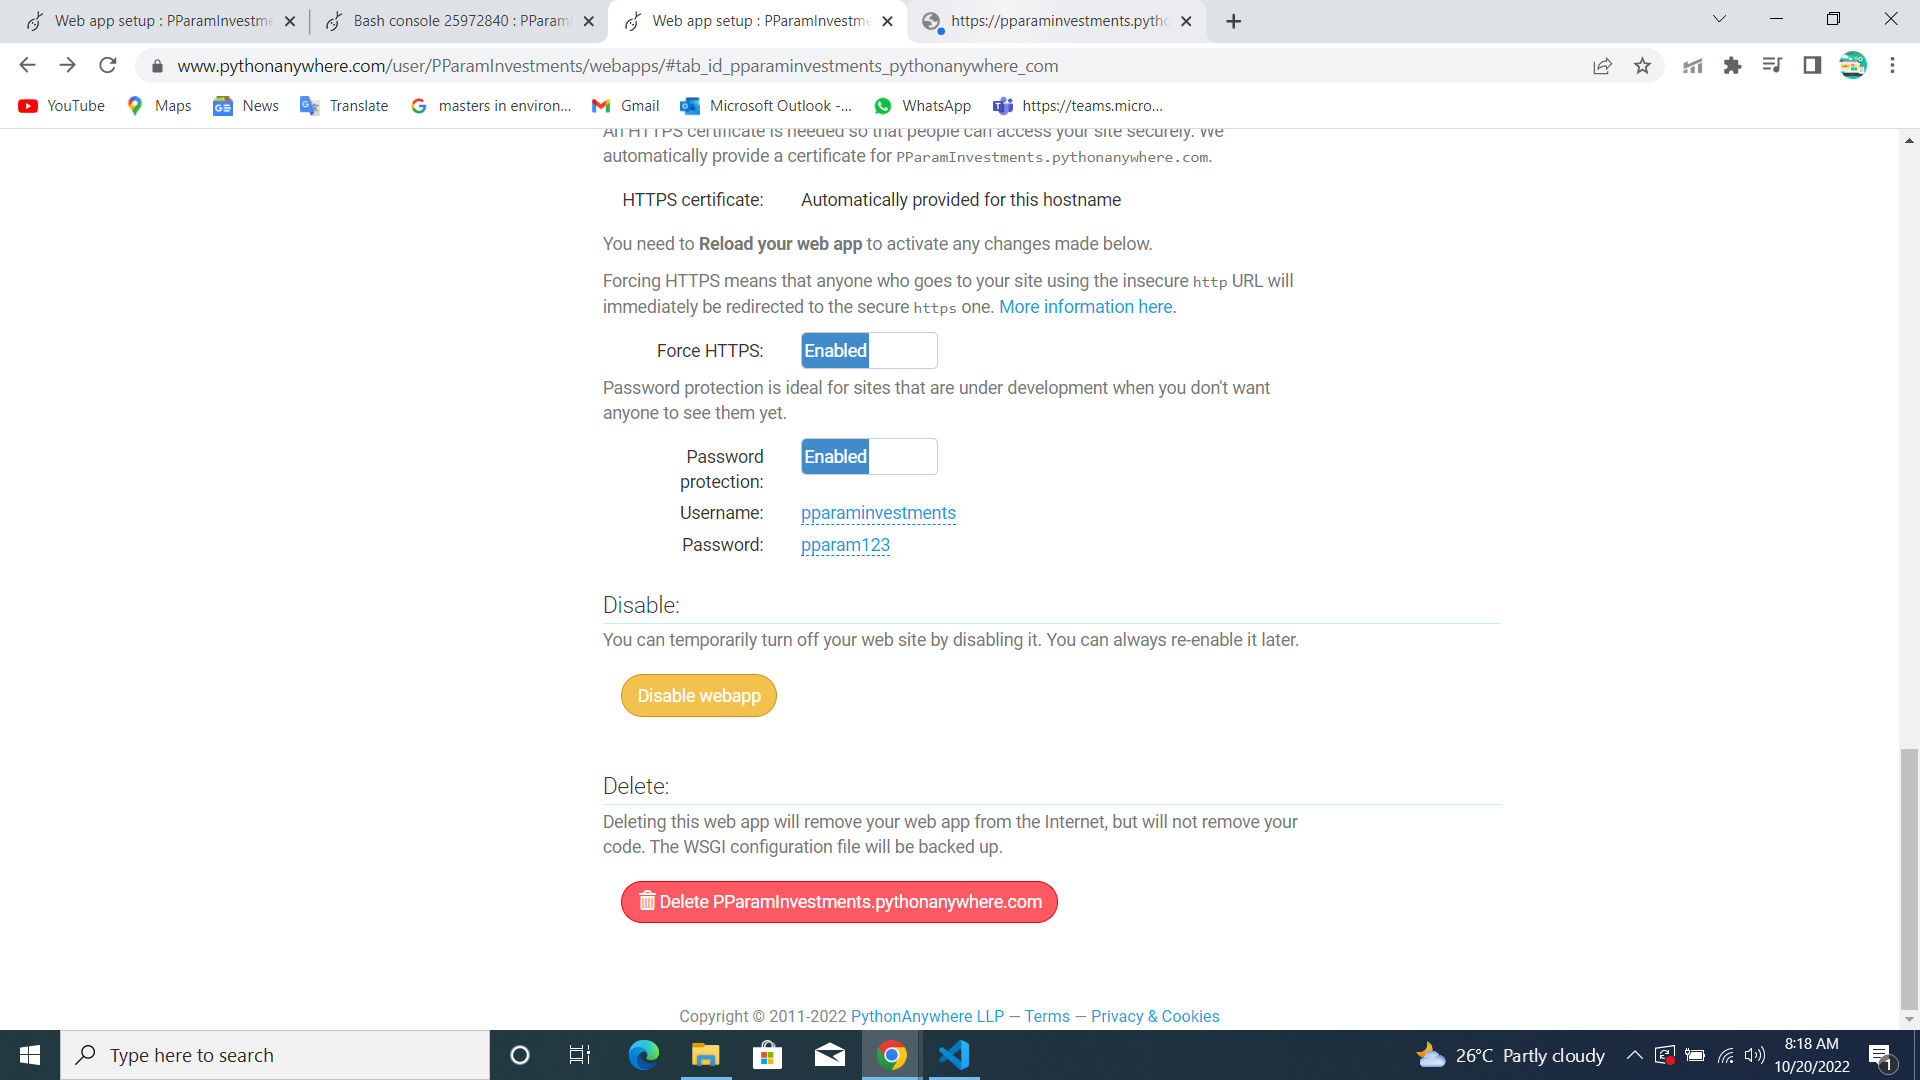 Web app setup : PParamInvestme
Bash console 25972840 : PParamI
Web app setup : PParamInvestme
https://pparaminvestments.pytho
www.pythonanywhere.com/user/PParamInvestments/webapps/#tab_id_pparaminvestments_pythonanywhere_com
YouTube
Maps
News
Translate
masters in environ...
Gmail
Microsoft Outlook -...
WhatsApp
https://teams.micro...
An HTTPS certificate is needed so that people can access your site securely. We
automatically provide a certificate for PParamInvestments.pythonanywhere.com.
HTTPS certificate: Automatically provided for this hostname
You need to Reload your web app to activate any changes made below.
Forcing HTTPS means that anyone who goes to your site using the insecure http URL will
immediately be redirected to the secure https one. More information here.
Force HTTPS: Enabled
Password protection is ideal for sites that are under development when you don't want
anyone to see them yet.
Password Enabled
protection:
Username: pparaminvestments
Password: pparam123
Disable:
You can temporarily turn off your web site by disabling it. You can always re-enable it later.
Disable webapp
Delete:
Deleting this web app will remove your web app from the Internet, but will not remove your
code. The WSGI configuration file will be backed up.
Delete PParamInvestments.pythonanywhere.com
Copyright © 2011-2022 PythonAnywhere LLP — Terms — Privacy & Cookies
Type here to search
26°C Partly cloudy
8:18 AM
10/20/2022
1